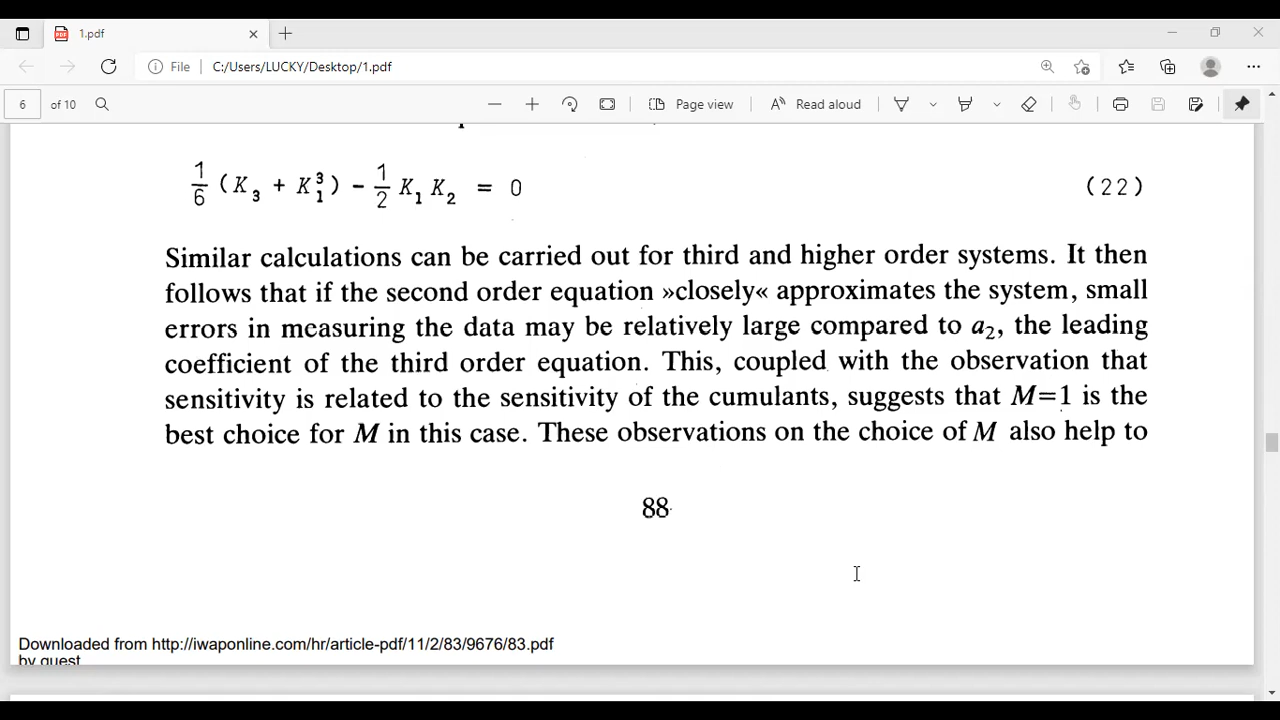 1.pdf
File C:/Users/LUCKY/Desktop/1.pdf
6 of 10 Page view Read aloud
1/6 (K₃ + K₁³) - 1/2 K₁ K₂ = 0 (22)
Similar calculations can be carried out for third and higher order systems. It then
follows that if the second order equation »closely« approximates the system, small
errors in measuring the data may be relatively large compared to a₂, the leading
coefficient of the third order equation. This, coupled with the observation that
sensitivity is related to the sensitivity of the cumulants, suggests that M=1 is the
best choice for M in this case. These observations on the choice of M also help to
88
Downloaded from http://iwaponline.com/hr/article-pdf/11/2/83/9676/83.pdf
by guest